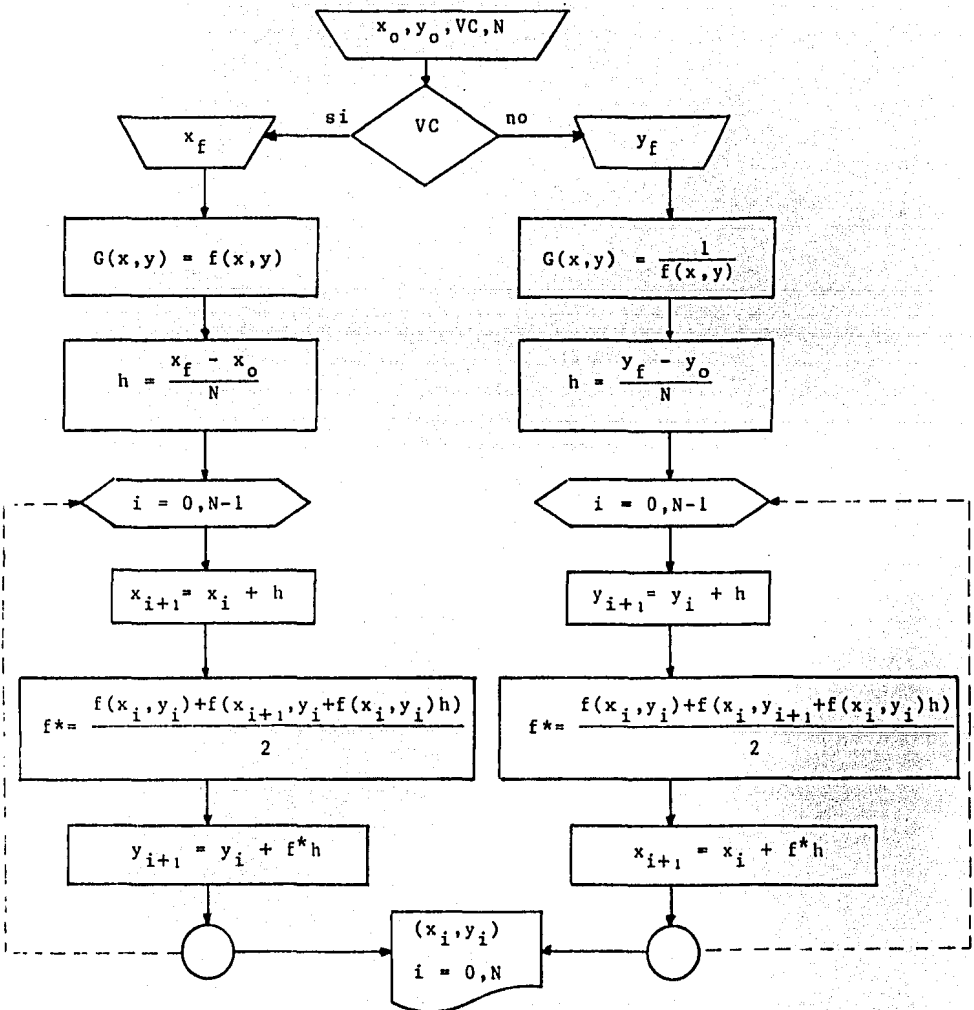 x_o, y_o, VC, N
VC
si
no
x_f
y_f
G(x,y) = f(x,y)
G(x,y) = 1 / f(x,y)
h = x_f - x_o / N
h = y_f - y_o / N
i = 0,N-1
i = 0,N-1
x_{i+1} = x_i + h
y_{i+1} = y_i + h
f*= f(x_i,y_i)+f(x_{i+1},y_i+f(x_i,y_i)h) / 2
f*= f(x_i,y_i)+f(x_i,y_{i+1}+f(x_i,y_i)h) / 2
y_{i+1} = y_i + f*h
x_{i+1} = x_i + f*h
(x_i,y_i)
i = 0,N